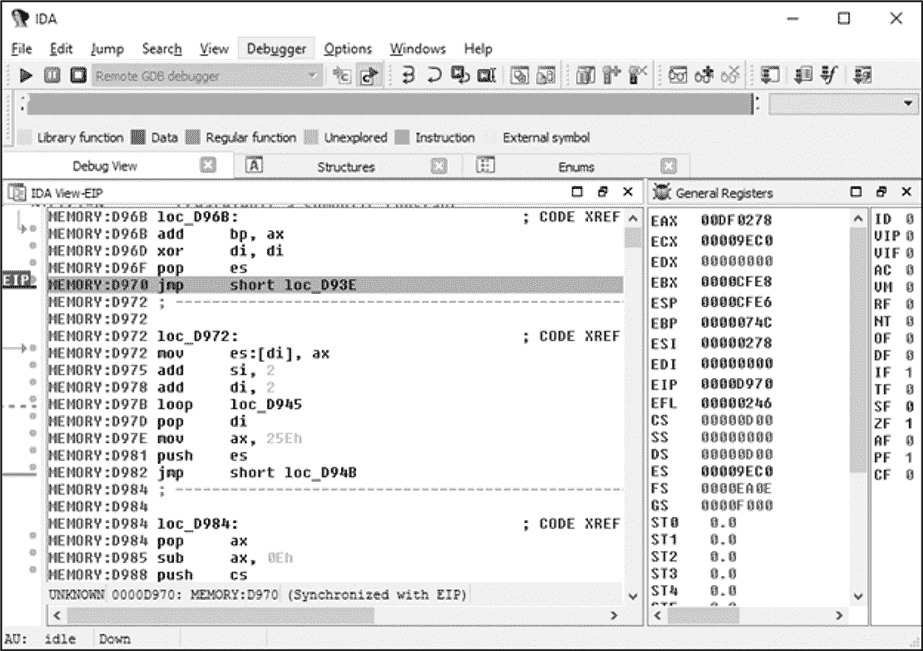 IDA
File Edit Jump Search View Debugger Options Windows Help
Remote GDB debugger
Library function Data Regular function Unexplored Instruction External symbol
Debug View Structures Enums
IDA View-EIP
MEMORY:D96B loc_D96B: ; CODE XREF
MEMORY:D96B add bp, ax
MEMORY:D96D xor di, di
MEMORY:D96F pop es
EIP MEMORY:D970 jmp short loc_D93E
MEMORY:D972 ; ---------------------------------------------------
MEMORY:D972
MEMORY:D972 loc_D972: ; CODE XREF
MEMORY:D972 mov es:[di], ax
MEMORY:D975 add si, 2
MEMORY:D978 add di, 2
MEMORY:D97B loop loc_D945
MEMORY:D97D pop di
MEMORY:D97E mov ax, 25Eh
MEMORY:D981 push es
MEMORY:D982 jmp short loc_D94B
MEMORY:D984 ; ---------------------------------------------------
MEMORY:D984
MEMORY:D984 loc_D984: ; CODE XREF
MEMORY:D984 pop ax
MEMORY:D985 sub ax, 0Eh
MEMORY:D988 push cs
UNKNOWN 0000D970: MEMORY:D970 (Synchronized with EIP)
General Registers
EAX 00DF0278
ECX 00009EC0
EDX 00000000
EBX 0000CFE8
ESP 0000CFE6
EBP 0000074C
ESI 00000278
EDI 00000000
EIP 0000D970
EFL 00000246
CS 00000D00
SS 00000000
DS 00000D00
ES 00009EC0
FS 0000EA0E
GS 0000F000
ST0 0.0
ST1 0.0
ST2 0.0
ST3 0.0
ST4 0.0
ID 0
VIP 0
VIF 0
AC 0
VM 0
RF 0
NT 0
OF 0
DF 0
IF 1
TF 0
SF 0
ZF 1
AF 0
PF 1
CF 0
AU: idle Down